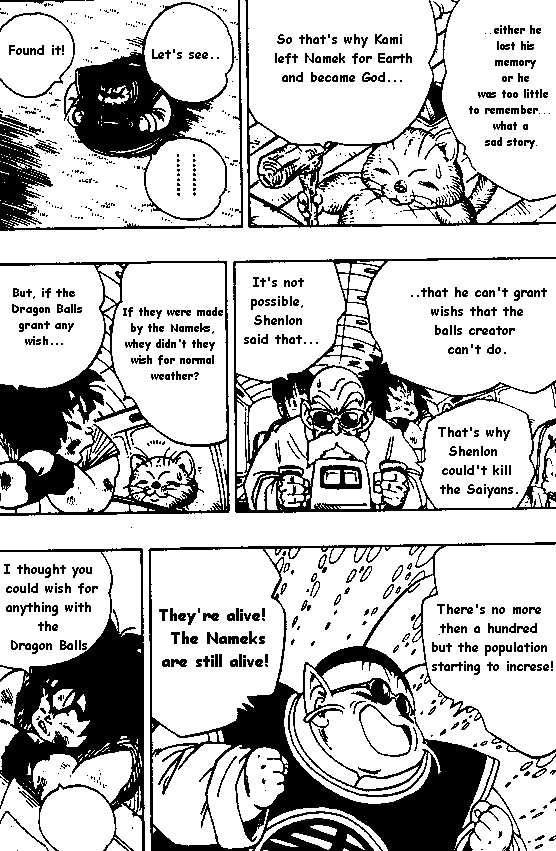 Found it!
Let's see..
So that's why Kami
left Namek for Earth
and became God...
..either he
lost his
memory
or he
was too little
to remember...
what a
sad story.
But, if the
Dragon Balls
grant any
wish...
If they were made
by the Nameks,
whey didn't they
wish for normal
weather?
It's not
possible,
Shenlon
said that...
..that he can't grant
wishes that the
balls creator
can't do.
That's why
Shenlon
could't kill
the Saiyans.
I thought you
could wish for
anything with
the
Dragon Balls
They're alive!
The Nameks
are still alive!
There's no more
then a hundred
but the population
starting to increse!